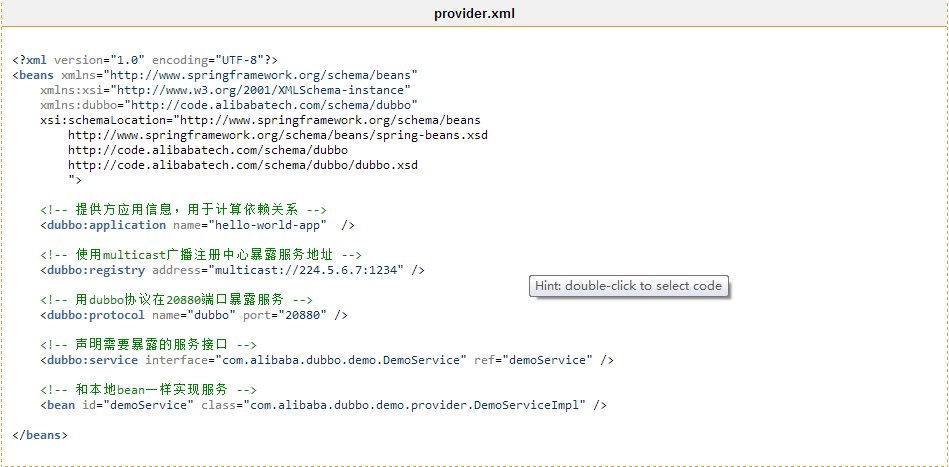 provider.xml
<?xml version="1.0" encoding="UTF-8"?>
<beans xmlns="http://www.springframework.org/schema/beans"
    xmlns:xsi="http://www.w3.org/2001/XMLSchema-instance"
    xmlns:dubbo="http://code.alibabatech.com/schema/dubbo"
    xsi:schemaLocation="http://www.springframework.org/schema/beans
        http://www.springframework.org/schema/beans/spring-beans.xsd
        http://code.alibabatech.com/schema/dubbo
        http://code.alibabatech.com/schema/dubbo/dubbo.xsd
        ">
    <!-- 提供方应用信息，用于计算依赖关系 -->
    <dubbo:application name="hello-world-app"  />
    <!-- 使用multicast广播注册中心暴露服务地址 -->
    <dubbo:registry address="multicast://224.5.6.7:1234" />
Hint: double-click to select code
    <!-- 用dubbo协议在20880端口暴露服务 -->
    <dubbo:protocol name="dubbo" port="20880" />
    <!-- 声明需要暴露的服务接口 -->
    <dubbo:service interface="com.alibaba.dubbo.demo.DemoService" ref="demoService" />
    <!-- 和本地bean一样实现服务 -->
    <bean id="demoService" class="com.alibaba.dubbo.demo.provider.DemoServiceImpl" />
</beans>